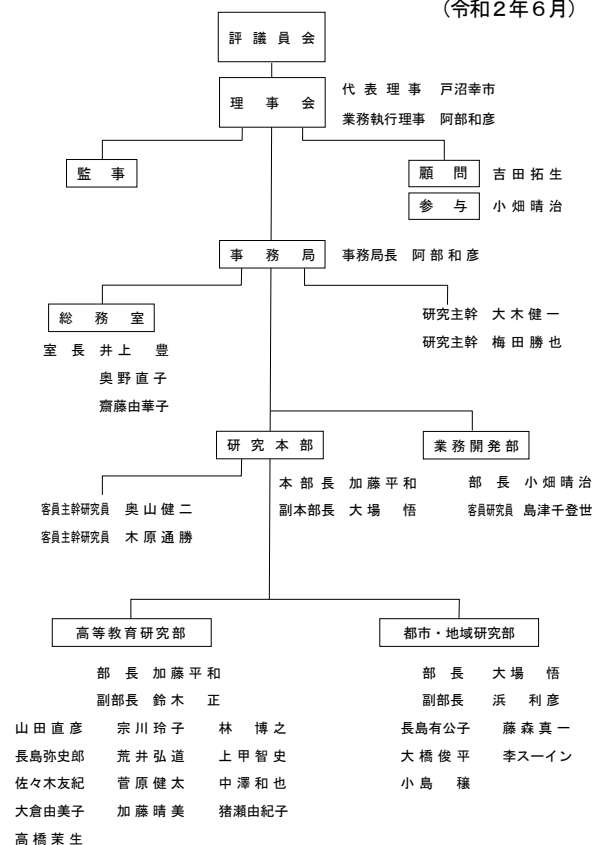 (令和2年6月)
評議員会
理事会
代表理事 戸沼幸市
業務執行理事 阿部和彦
監事
顧問 吉田拓生
参与 小畑晴治
事務局 事務局長 阿部和彦
総務室
研究主幹 大木健一
研究主幹 梅田勝也
室長 井上 豊
奥野直子
齋藤由華子
研究本部
業務開発部
本部長 加藤平和
副本部長 大場 悟
部長 小畑晴治
客員研究員 島津千登世
客員主幹研究員 奥山健二
客員主幹研究員 木原通勝
高等教育研究部
都市・地域研究部
部長 加藤平和
副部長 鈴木 正
山田直彦 宗川玲子 林 博之
長島弥史郎 荒井弘道 上甲智史
佐々木友紀 菅原健太 中澤和也
大倉由美子 加藤晴美 猪瀬由紀子
高橋茉生
部長 大場 悟
副部長 浜 利彦
長島有公子 藤森真一
大橋俊平 李スーイン
小島 穣